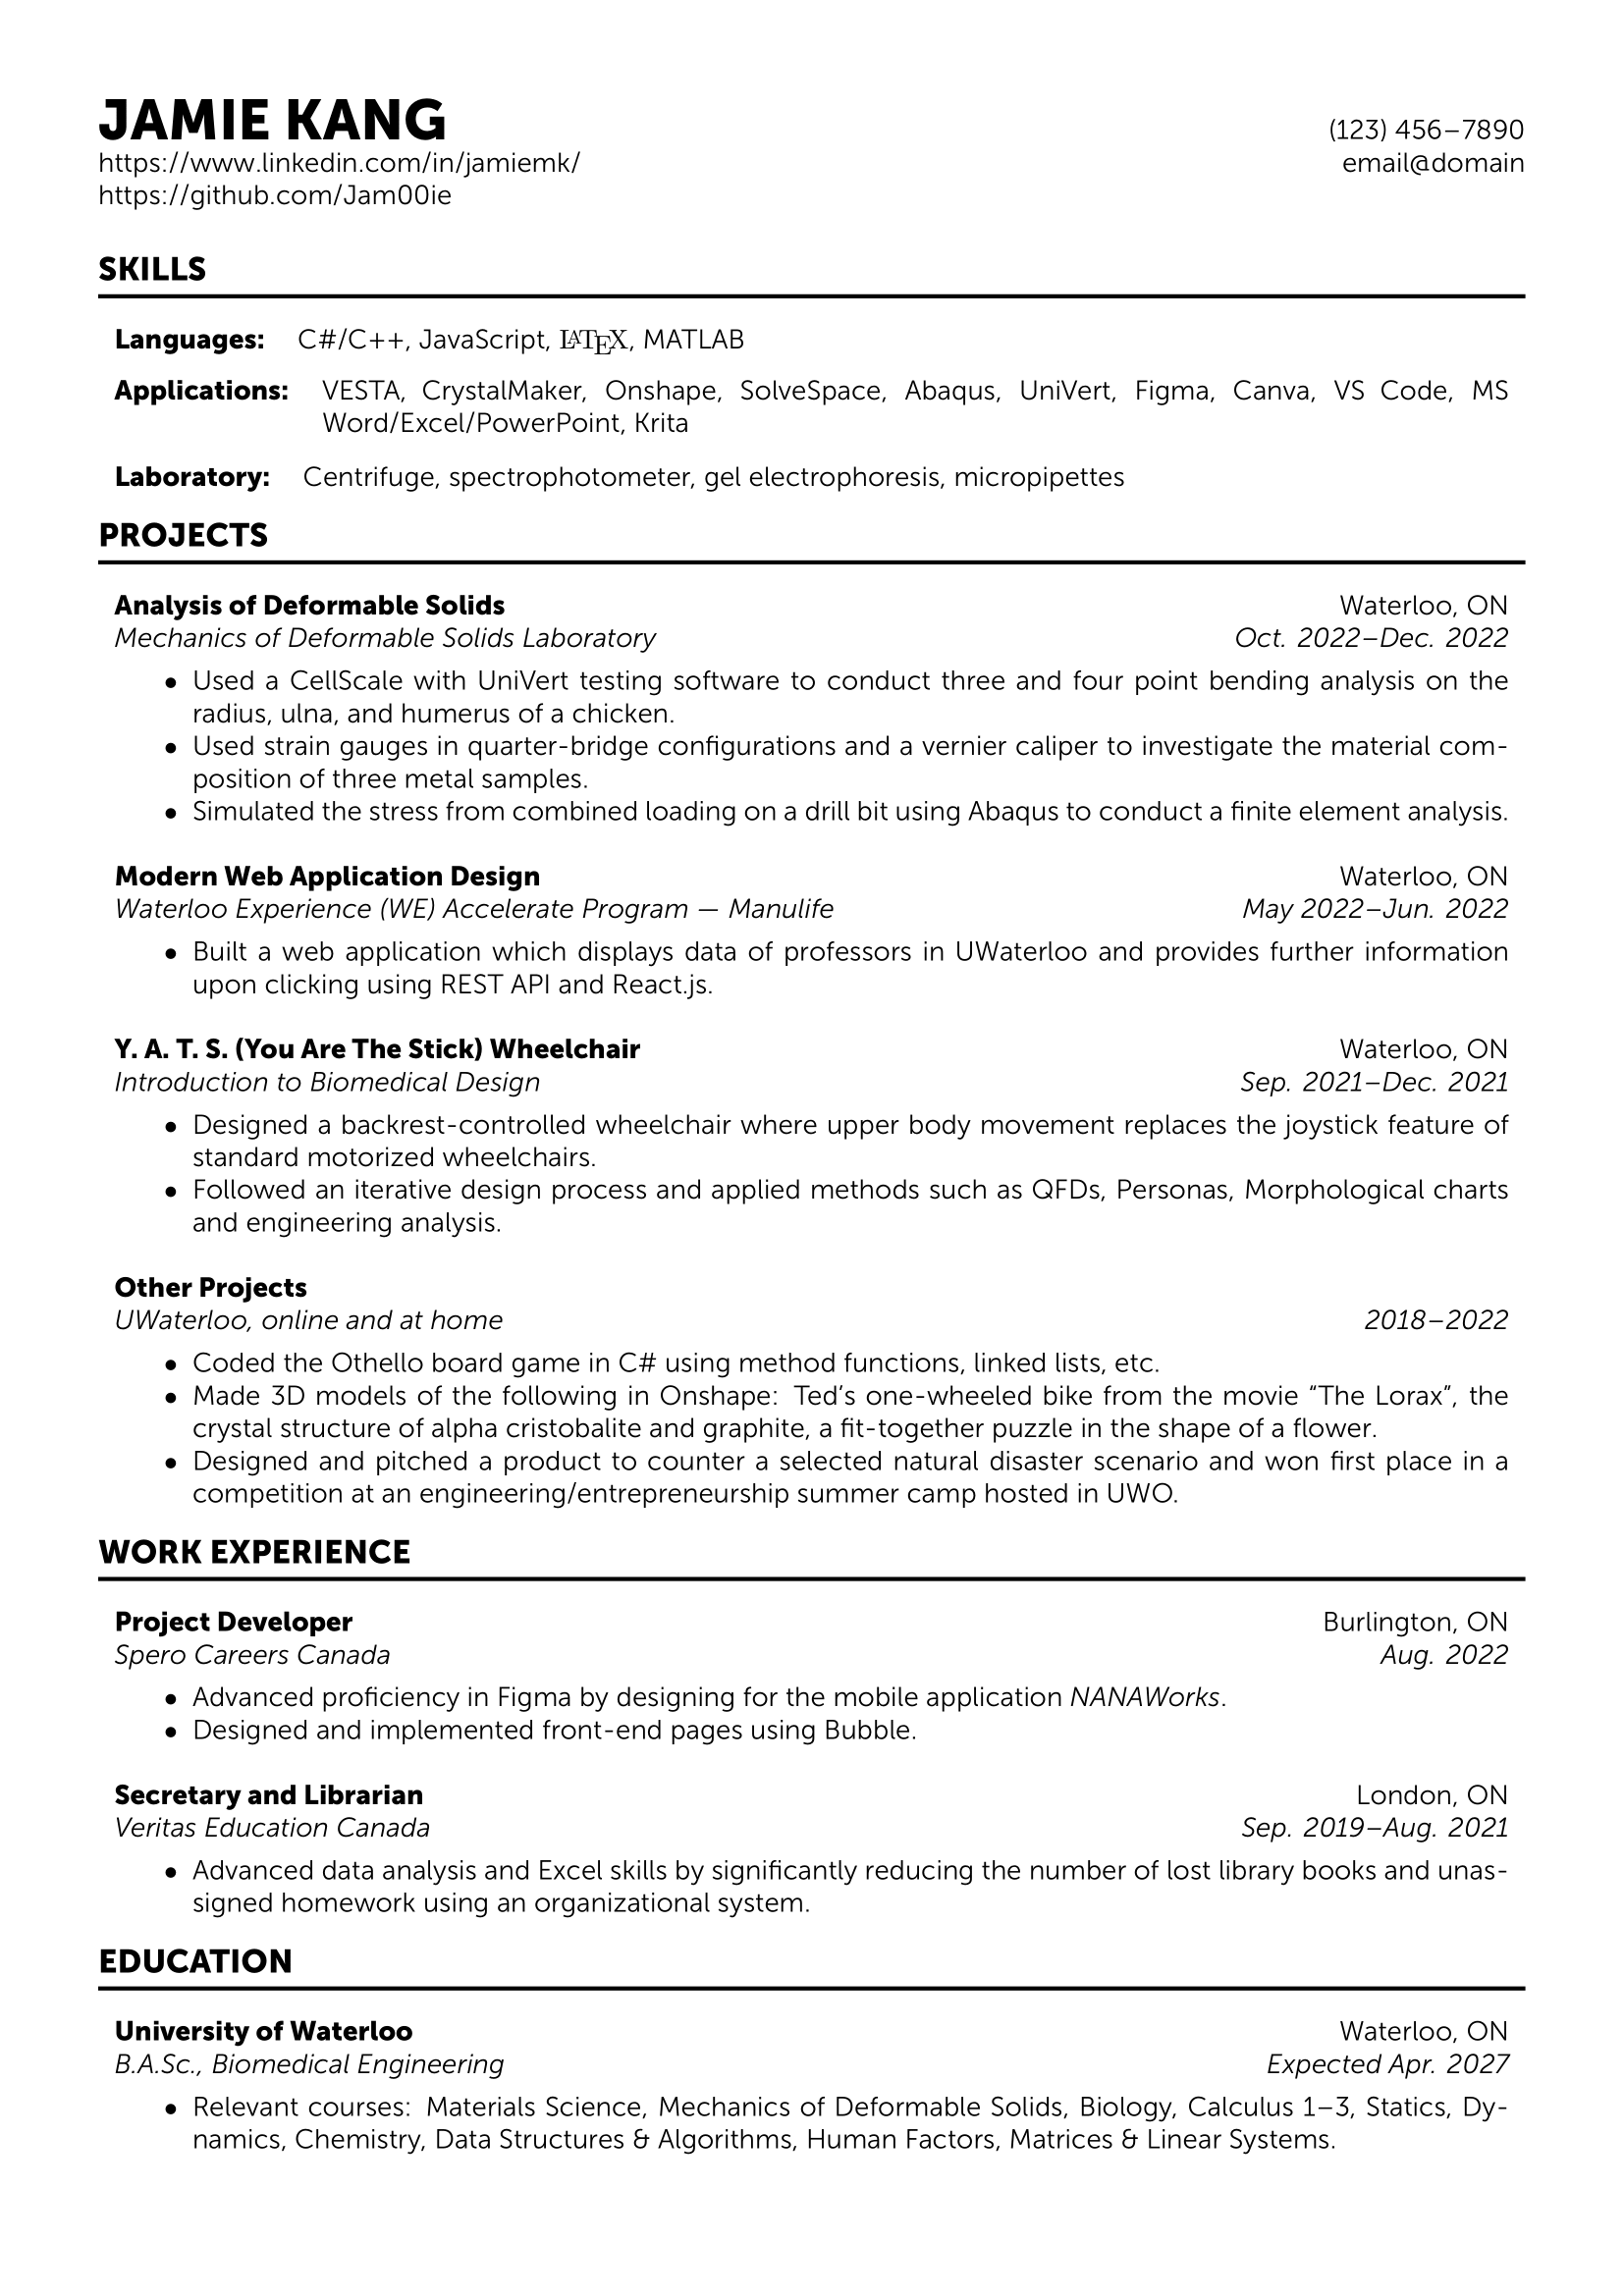 JAMIE KANG
(123) 456–7890
https://www.linkedin.com/in/jamiemk/
email@domain
https://github.com/Jam00ie
SKILLS
Languages: C#/C++, JavaScript, LATEX, MATLAB
Applications: VESTA, CrystalMaker, Onshape, SolveSpace, Abaqus, UniVert, Figma, Canva, VS Code, MS
Word/Excel/PowerPoint, Krita
Laboratory: Centrifuge, spectrophotometer, gel electrophoresis, micropipettes
PROJECTS
Analysis of Deformable Solids Waterloo, ON
Mechanics of Deformable Solids Laboratory Oct. 2022–Dec. 2022
• Used a CellScale with UniVert testing software to conduct three and four point bending analysis on the
radius, ulna, and humerus of a chicken.
• Used strain gauges in quarter-bridge configurations and a vernier caliper to investigate the material com-
position of three metal samples.
• Simulated the stress from combined loading on a drill bit using Abaqus to conduct a finite element analysis.
Modern Web Application Design Waterloo, ON
Waterloo Experience (WE) Accelerate Program — Manulife May 2022–Jun. 2022
• Built a web application which displays data of professors in UWaterloo and provides further information
upon clicking using REST API and React.js.
Y. A. T. S. (You Are The Stick) Wheelchair Waterloo, ON
Introduction to Biomedical Design Sep. 2021–Dec. 2021
• Designed a backrest-controlled wheelchair where upper body movement replaces the joystick feature of
standard motorized wheelchairs.
• Followed an iterative design process and applied methods such as QFDs, Personas, Morphological charts
and engineering analysis.
Other Projects
UWaterloo, online and at home 2018–2022
• Coded the Othello board game in C# using method functions, linked lists, etc.
• Made 3D models of the following in Onshape: Ted’s one-wheeled bike from the movie “The Lorax”, the
crystal structure of alpha cristobalite and graphite, a fit-together puzzle in the shape of a flower.
• Designed and pitched a product to counter a selected natural disaster scenario and won first place in a
competition at an engineering/entrepreneurship summer camp hosted in UWO.
WORK EXPERIENCE
Project Developer Burlington, ON
Spero Careers Canada Aug. 2022
• Advanced proficiency in Figma by designing for the mobile application NANAWorks.
• Designed and implemented front-end pages using Bubble.
Secretary and Librarian London, ON
Veritas Education Canada Sep. 2019–Aug. 2021
• Advanced data analysis and Excel skills by significantly reducing the number of lost library books and unas-
signed homework using an organizational system.
EDUCATION
University of Waterloo Waterloo, ON
B.A.Sc., Biomedical Engineering Expected Apr. 2027
• Relevant courses: Materials Science, Mechanics of Deformable Solids, Biology, Calculus 1–3, Statics, Dy-
namics, Chemistry, Data Structures & Algorithms, Human Factors, Matrices & Linear Systems.